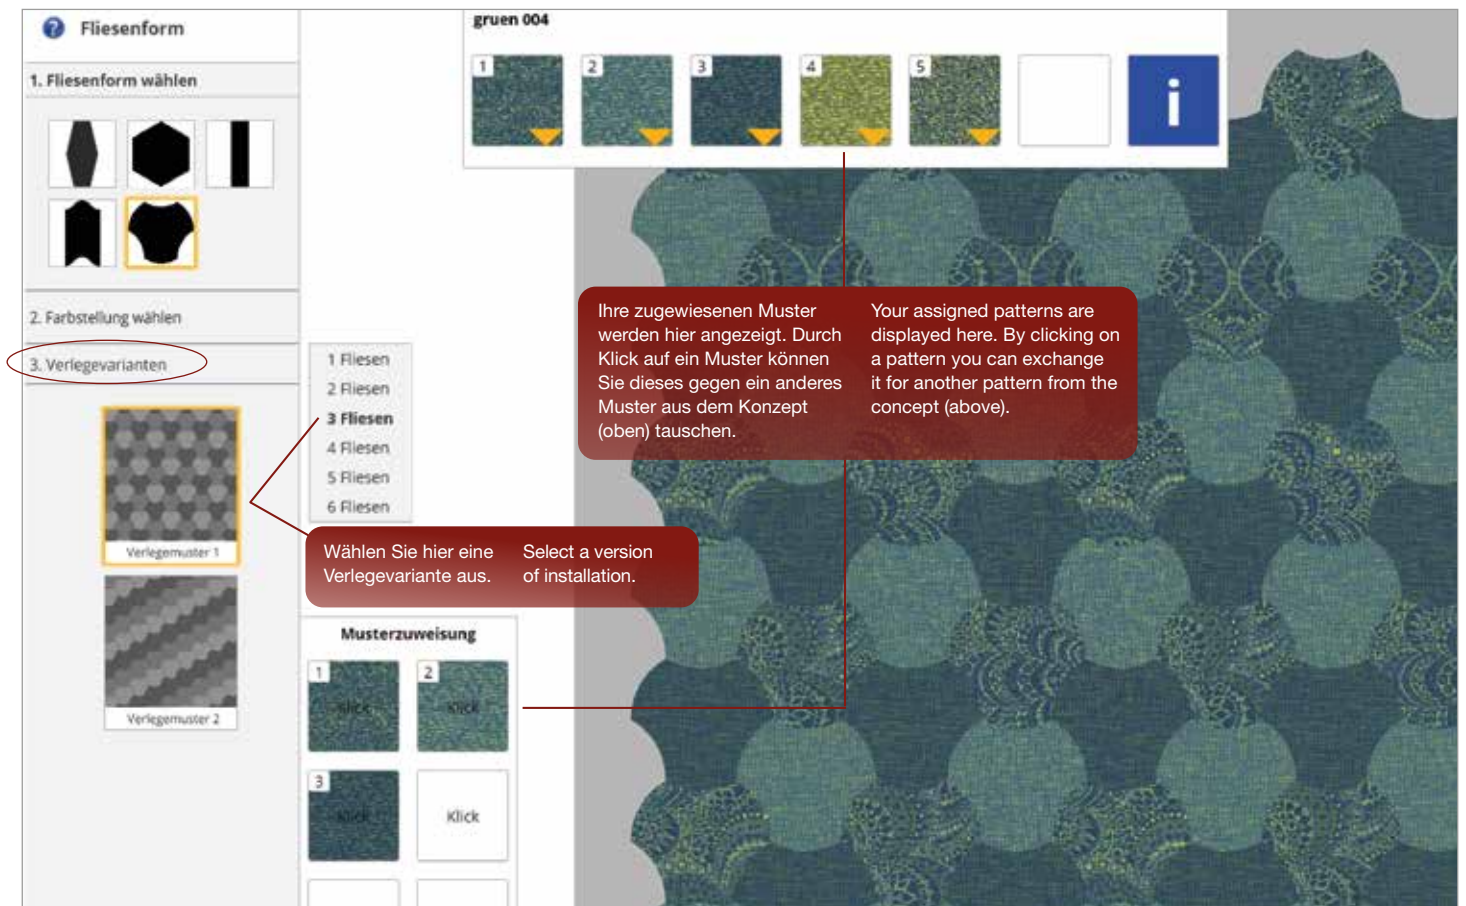 ? Fliesenform
1. Fliesenform wählen
2. Farbstellung wählen
3. Verlegevarianten
Verlegemuster 1
Verlegemuster 2
1 Fliesen
2 Fliesen
3 Fliesen
4 Fliesen
5 Fliesen
6 Fliesen
gruen 004
1 2 3 4 5 i
Ihre zugewiesenen Muster
werden hier angezeigt. Durch
Klick auf ein Muster können
Sie dieses gegen ein anderes
Muster aus dem Konzept
(oben) tauschen.
Your assigned patterns are
displayed here. By clicking on
a pattern you can exchange
it for another pattern from the
concept (above).
Wählen Sie hier eine
Verlegevariante aus.
Select a version
of installation.
Musterzuweisung
1 2
Klick Klick
3
Klick Klick